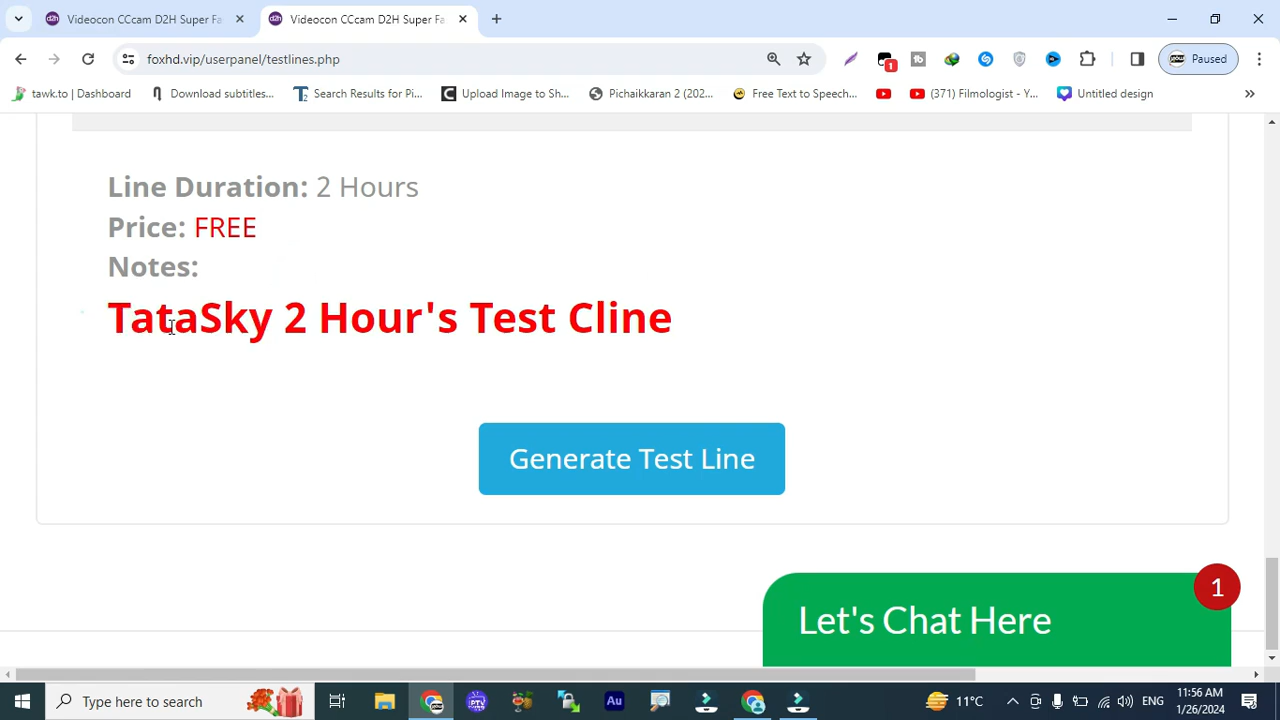 Videocon CCcam D2H Super Fa
Videocon CCcam D2H Super Fa
foxhd.vip/userpanel/testlines.php
1
Paused
tawk.to | Dashboard
Download subtitles...
Search Results for Pi...
Upload Image to Sh...
Pichaikkaran 2 (202...
Free Text to Speech...
(371) Filmologist - Y...
Untitled design
Line Duration: 2 Hours
Price: FREE
Notes:
TataSky 2 Hour's Test Cline
Generate Test Line
1
Let's Chat Here
Type here to search
11°C
ENG
11:56 AM
1/26/2024